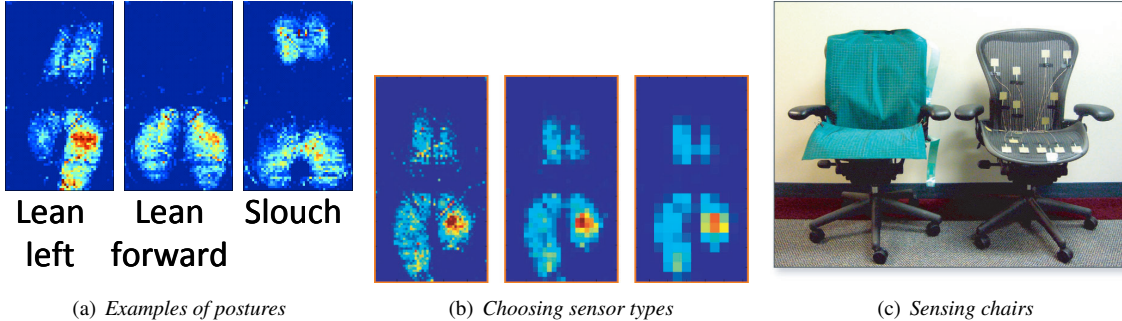 Lean
left
Lean
forward
Slouch
(a) Examples of postures
(b) Choosing sensor types
(c) Sensing chairs